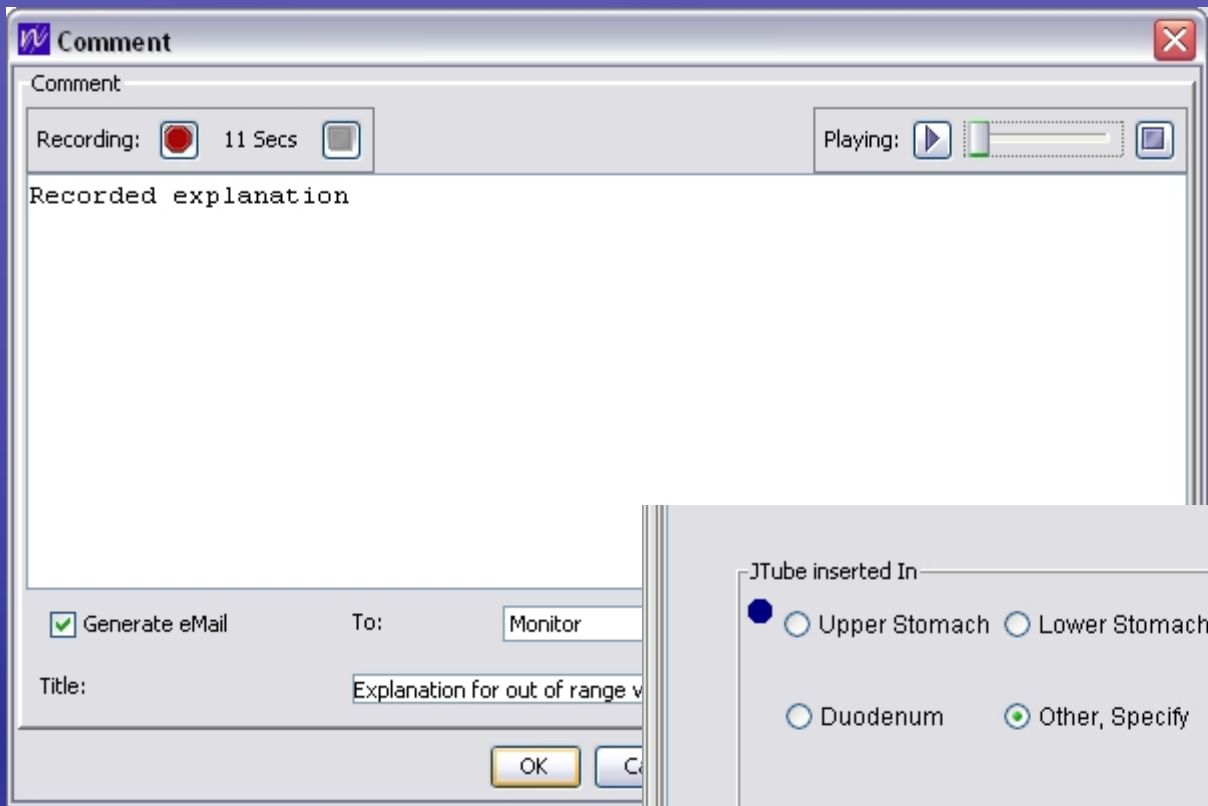 Comment
Comment
Recording: 11 Secs Playing:
Recorded explanation
Generate eMail To: Monitor
Title: Explanation for out of range
OK
JTube inserted In
Upper Stomach Lower Stomach
Duodenum Other, Specify